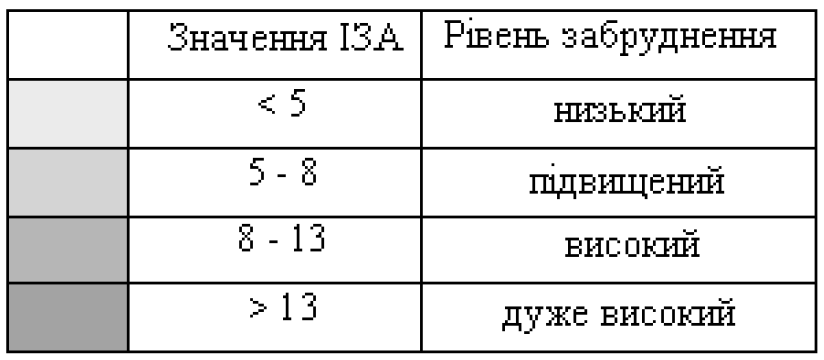 Значення ІЗА Рівень забруднення
< 5 низький
5 - 8 підвищений
8 - 13 високий
> 13 дуже високий